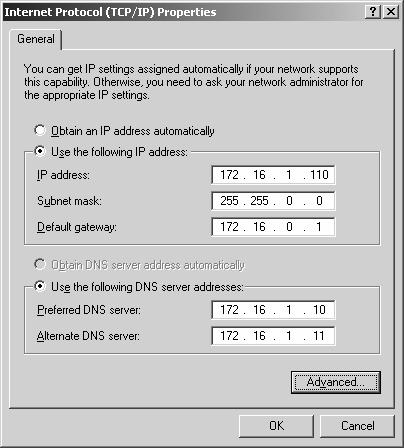 Internet Protocol (TCP/IP) Properties
General
You can get IP settings assigned automatically if your network supports
this capability. Otherwise, you need to ask your network administrator for
the appropriate IP settings.
Obtain an IP address automatically
Use the following IP address:
IP address: 172 . 16 . 1 . 110
Subnet mask: 255 . 255 . 0 . 0
Default gateway: 172 . 16 . 0 . 1
Obtain DNS server address automatically
Use the following DNS server addresses:
Preferred DNS server: 172 . 16 . 1 . 10
Alternate DNS server: 172 . 16 . 1 . 11
Advanced...
OK Cancel